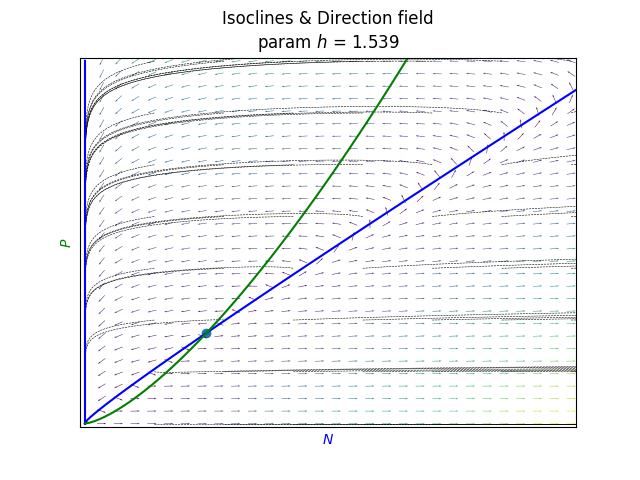 Isoclines & Direction field
param h = 1.539
P
N